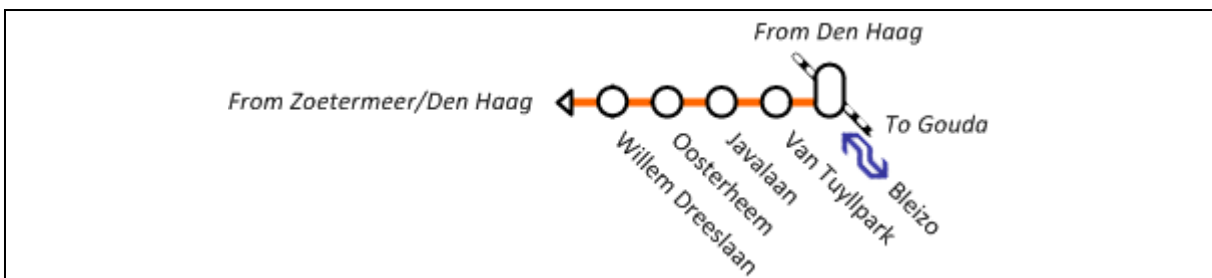 From Den Haag
From Zoetermeer/Den Haag
To Gouda
Willem Dreeslaan
Oosterheem
Javalaan
Van Tuyllpark
Bleizo